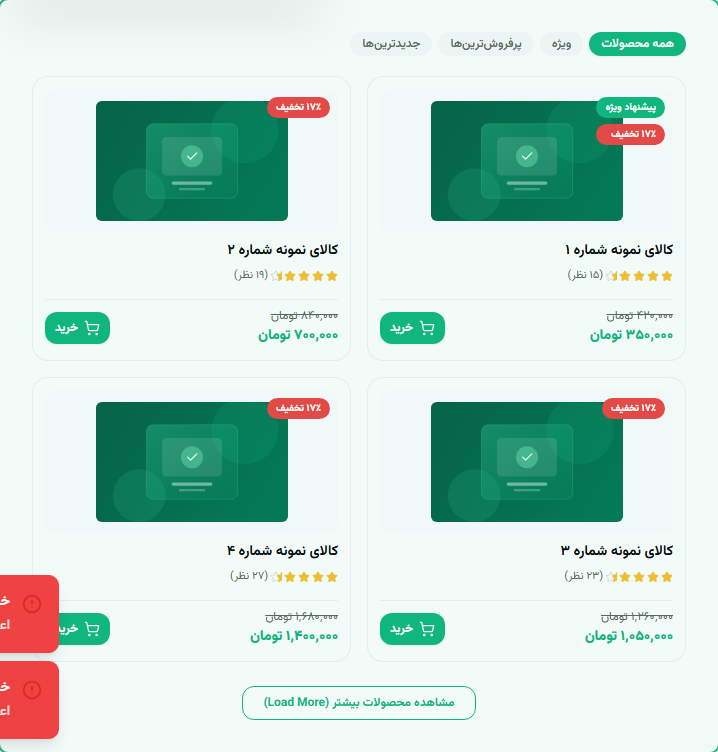 همه محصولات
ویژه
پرفروش‌ترین‌ها
جدیدترین‌ها
پیشنهاد ویژه
۱۷٪ تخفیف
کالای نمونه شماره ۱
(۱۵ نظر)
۴۲۰,۰۰۰ تومان
۳۵۰,۰۰۰ تومان
خرید
۱۷٪ تخفیف
کالای نمونه شماره ۲
(۱۹ نظر)
۸۴۰,۰۰۰ تومان
۷۰۰,۰۰۰ تومان
خرید
۱۷٪ تخفیف
کالای نمونه شماره ۳
(۲۳ نظر)
۱,۲۶۰,۰۰۰ تومان
۱,۰۵۰,۰۰۰ تومان
خرید
۱۷٪ تخفیف
کالای نمونه شماره ۴
(۲۷ نظر)
۱,۶۸۰,۰۰۰ تومان
۱,۴۰۰,۰۰۰ تومان
خرید
مشاهده محصولات بیشتر (Load More)